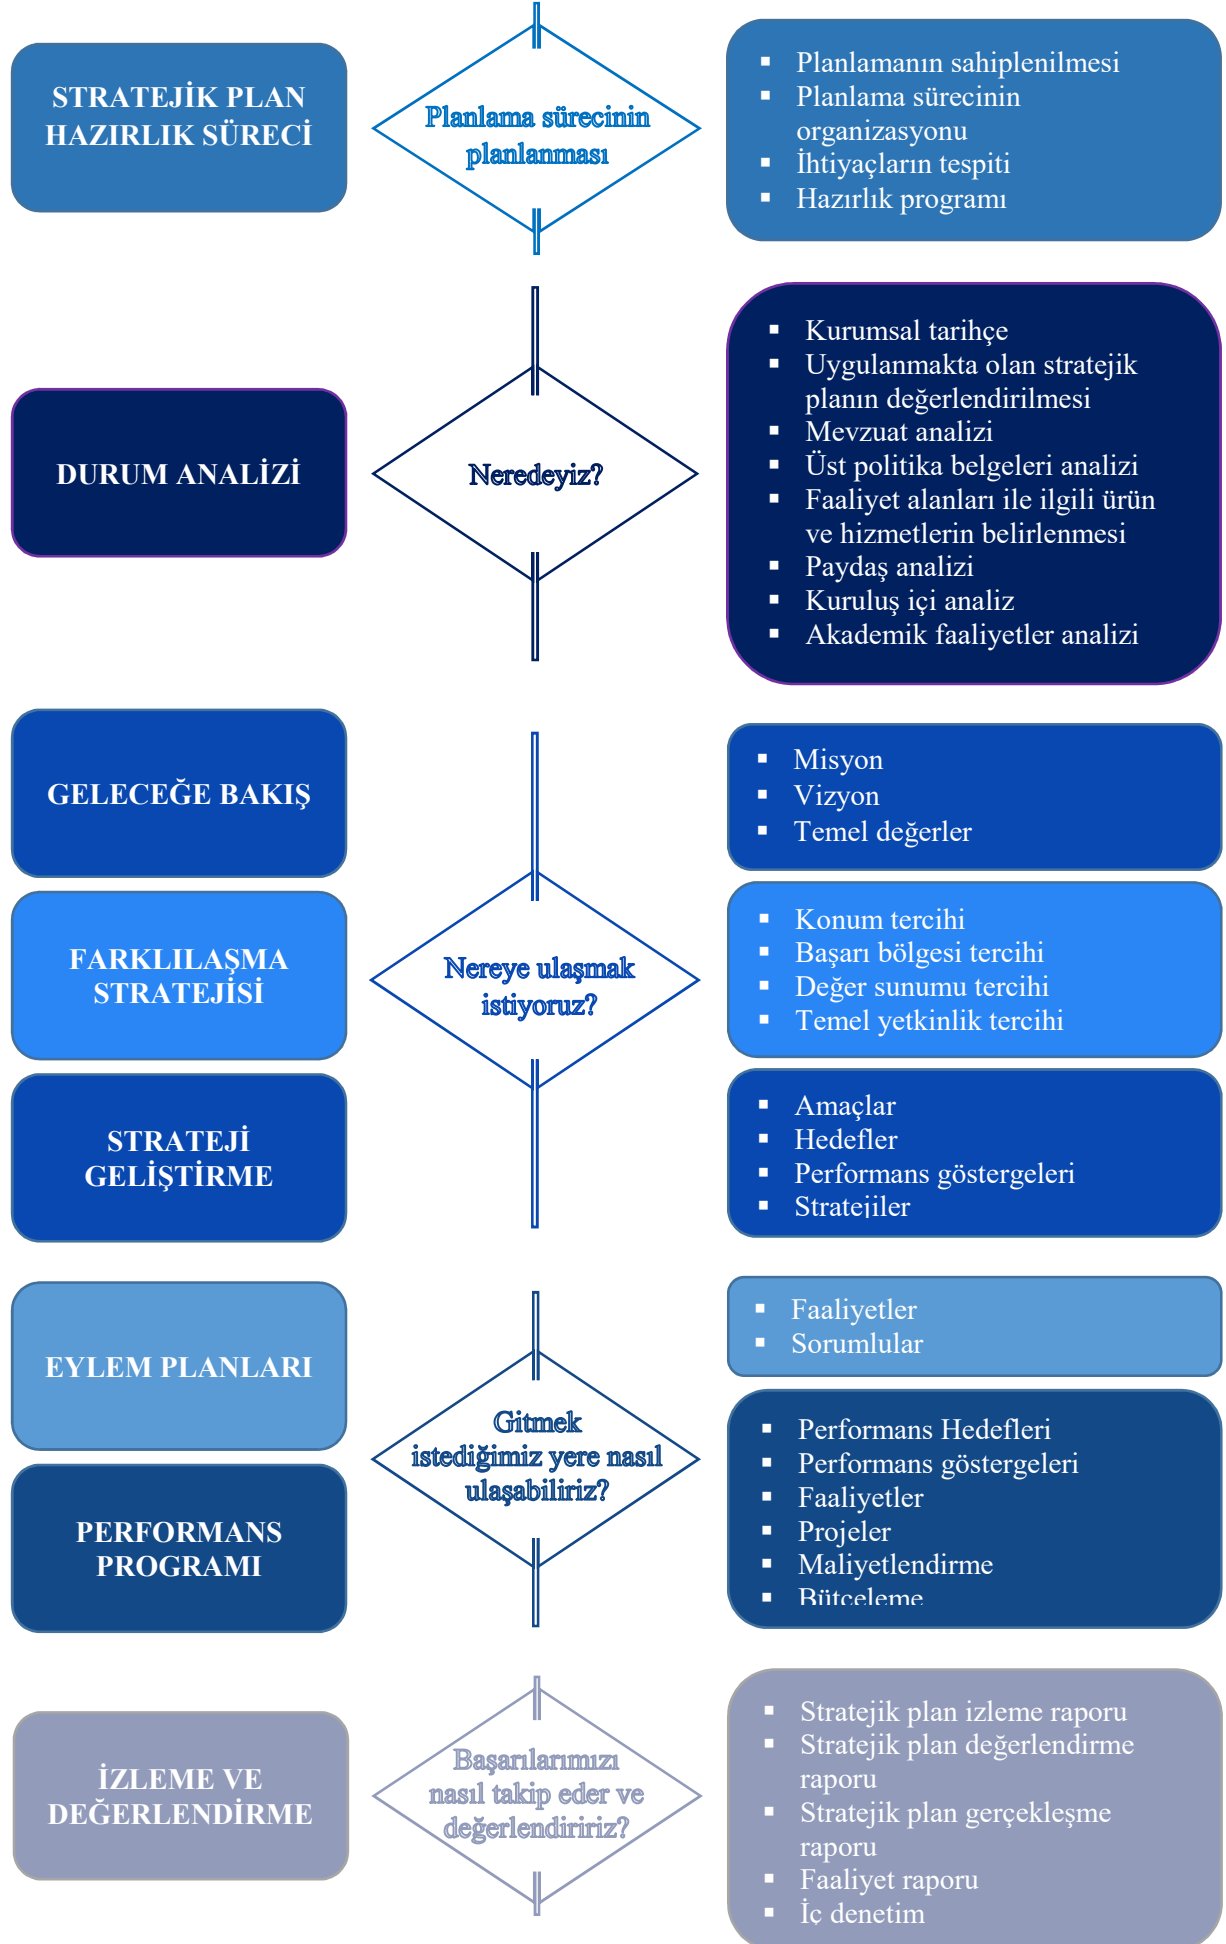 STRATEJİK PLAN
HAZIRLIK SÜRECİ
Planlama sürecinin
planlanması
▪ Planlamanın sahiplenilmesi
▪ Planlama sürecinin
organizasyonu
▪ İhtiyaçların tespiti
▪ Hazırlık programı
DURUM ANALİZİ
Neredeyiz?
▪ Kurumsal tarihçe
▪ Uygulanmakta olan stratejik
planın değerlendirilmesi
▪ Mevzuat analizi
▪ Üst politika belgeleri analizi
▪ Faaliyet alanları ile ilgili ürün
ve hizmetlerin belirlenmesi
▪ Paydaş analizi
▪ Kuruluş içi analiz
▪ Akademik faaliyetler analizi
GELECEĞE BAKIŞ
▪ Misyon
▪ Vizyon
▪ Temel değerler
FARKLILAŞMA
STRATEJİSİ
Nereye ulaşmak
istiyoruz?
▪ Konum tercihi
▪ Başarı bölgesi tercihi
▪ Değer sunumu tercihi
▪ Temel yetkinlik tercihi
STRATEJİ
GELİŞTİRME
▪ Amaçlar
▪ Hedefler
▪ Performans göstergeleri
▪ Stratejiler
EYLEM PLANLARI
▪ Faaliyetler
▪ Sorumlular
Gitmek
istediğimiz yere nasıl
ulaşabiliriz?
PERFORMANS
PROGRAMI
▪ Performans Hedefleri
▪ Performans göstergeleri
▪ Faaliyetler
▪ Projeler
▪ Maliyetlendirme
▪ Bütçeleme
İZLEME VE
DEĞERLENDİRME
Başarılarımızı
nasıl takip eder ve
değerlendiririz?
▪ Stratejik plan izleme raporu
▪ Stratejik plan değerlendirme
raporu
▪ Stratejik plan gerçekleşme
raporu
▪ Faaliyet raporu
▪ İç denetim